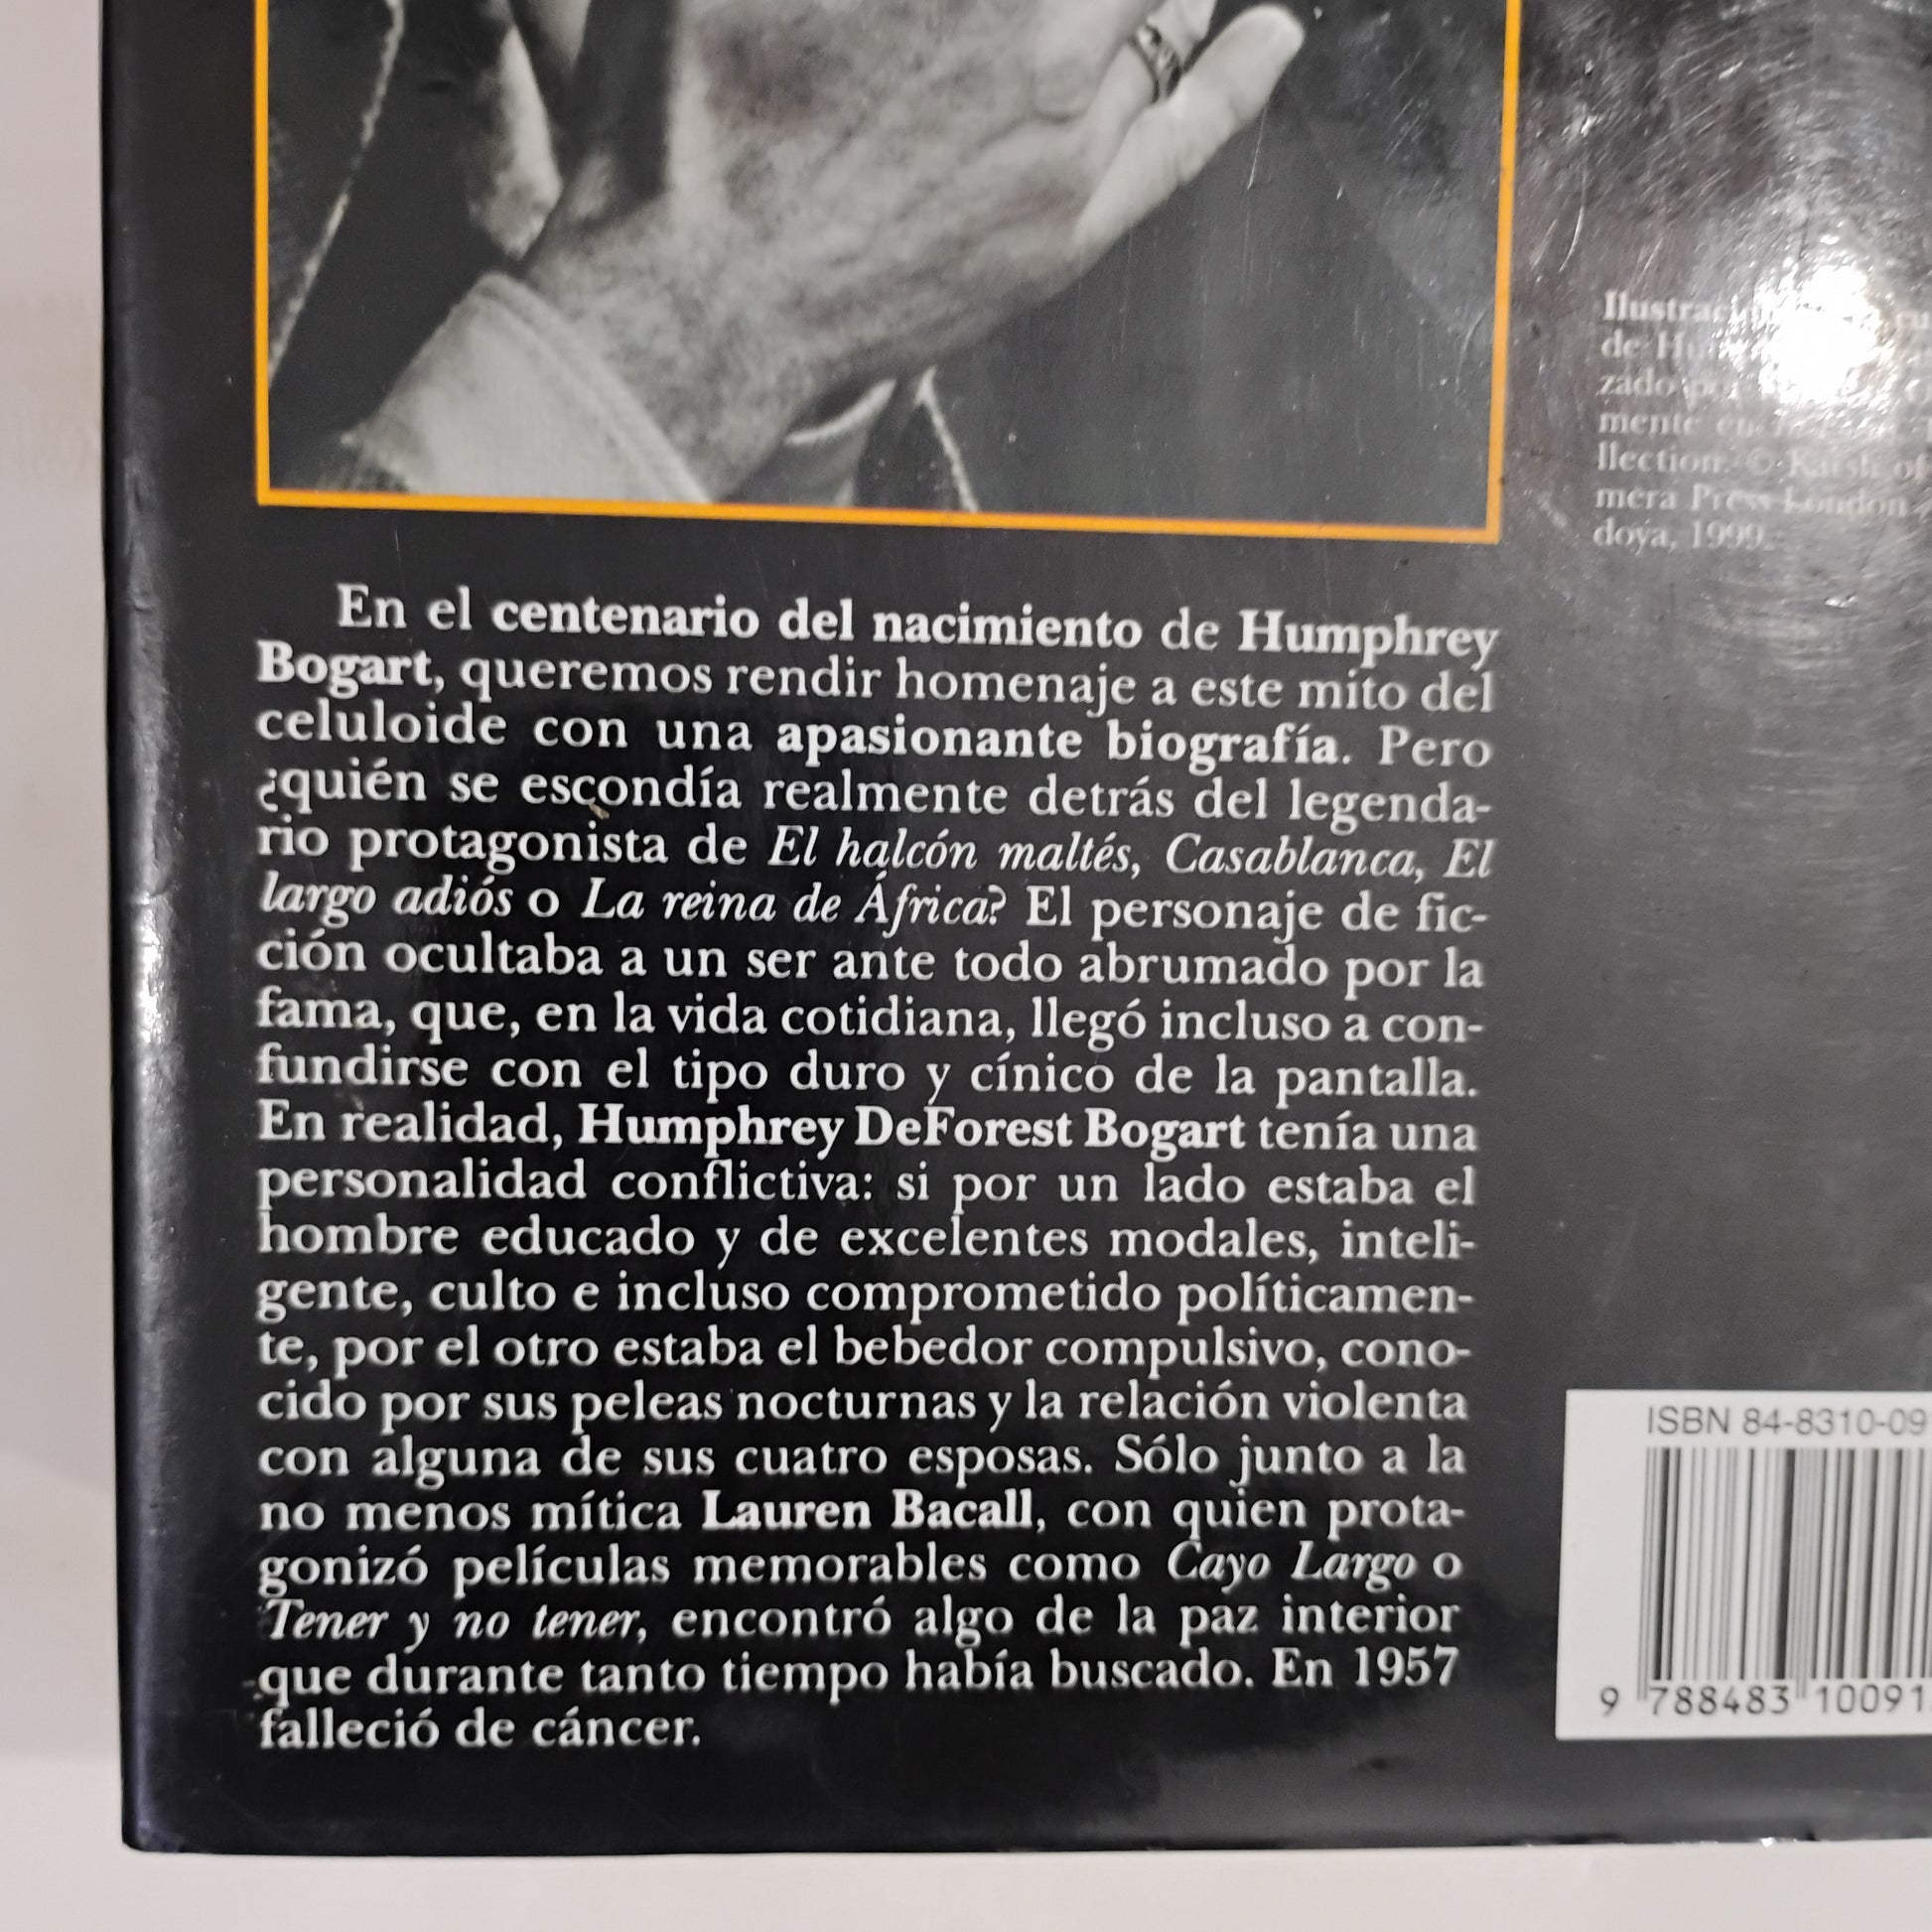 En el centenario del nacimiento de Humphrey
Bogart, queremos rendir homenaje a este mito del
celuloide con una apasionante biografía. Pero
¿quién se escondía realmente detrás del legenda-
rio protagonista de El halcón maltés, Casablanca, El
largo adiós o La reina de África? El personaje de fic-
ción ocultaba a un ser ante todo abrumado por la
fama, que, en la vida cotidiana, llegó incluso a con-
fundirse con el tipo duro y cínico de la pantalla.
En realidad, Humphrey DeForest Bogart tenía una
personalidad conflictiva: si por un lado estaba el
hombre educado y de excelentes modales, inteli-
gente, culto e incluso comprometido políticamen-
te, por el otro estaba el bebedor compulsivo, cono-
cido por sus peleas nocturnas y la relación violenta
con alguna de sus cuatro esposas. Sólo junto a la
no menos mítica Lauren Bacall, con quien prota-
gonizó películas memorables como Cayo Largo o
Tener y no tener, encontró algo de la paz interior
que durante tanto tiempo había buscado. En 1957
falleció de cáncer.
de
zado
mente en
llection. © Karsh of
mera Press London
doya, 1999.
ISBN 84-8310-09
9 788483 10091